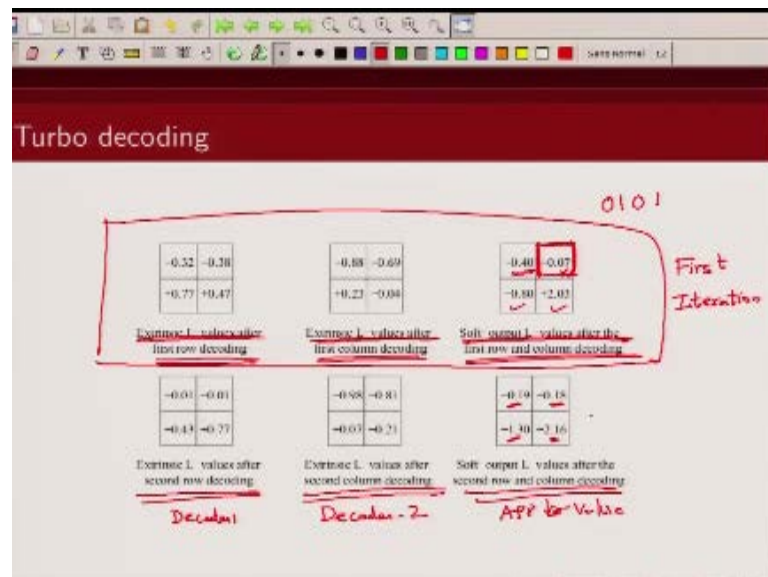 Sans Normal 12
Turbo decoding
0101
-0.32 -0.38
-0.77 +0.47
-0.88 -0.69
+0.23 -0.04
-0.40 -0.07
-0.80 +2.03
First
Iteration
Extrinsic L values after
first row decoding
Extrinsic L values after
first column decoding
Soft output L values after the
first row and column decoding
-0.01 -0.01
-0.43 -0.77
-0.98 -0.81
-0.07 -0.21
-0.19 -0.18
-1.30 -2.16
Extrinsic L values after
second row decoding
Extrinsic L values after
second column decoding
Soft output L values after the
second row and column decoding
Decoder-2
APP Value